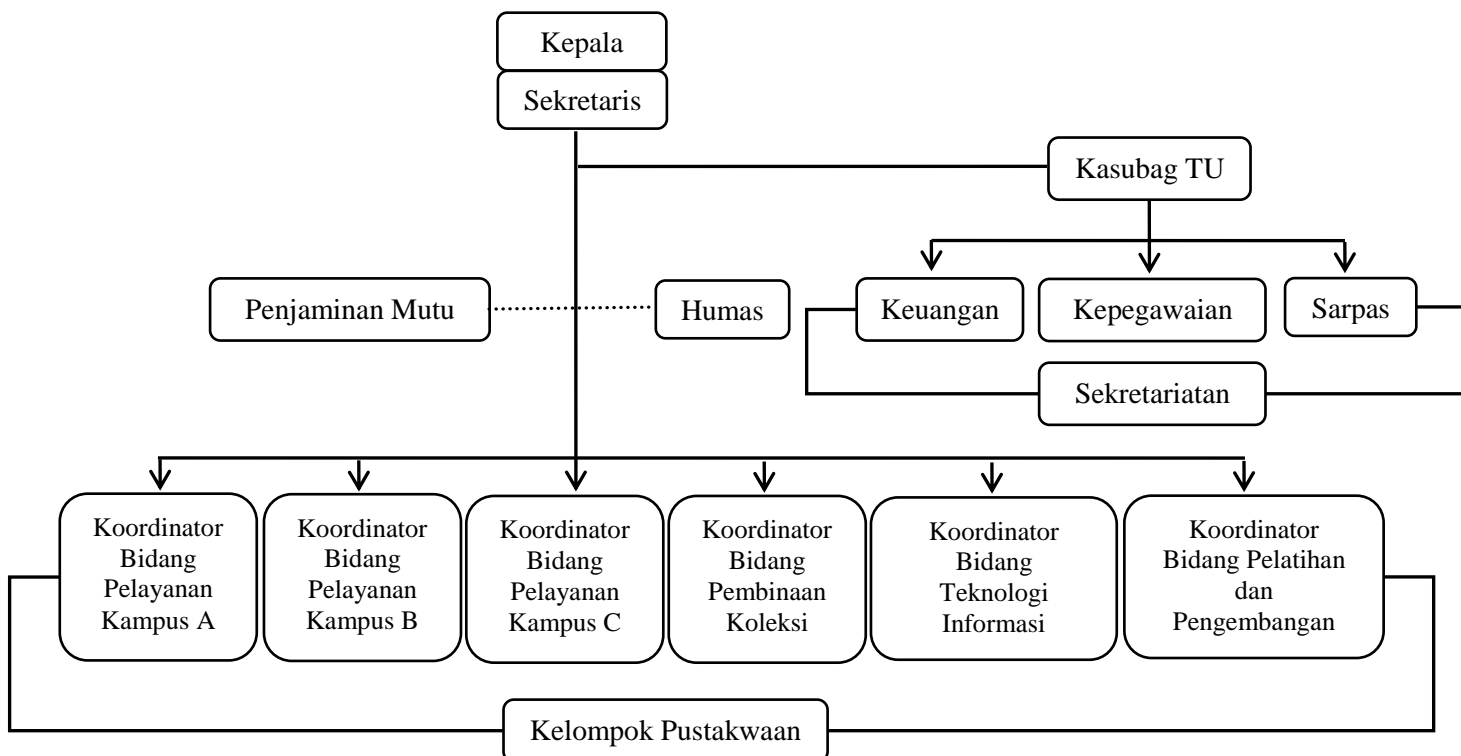 Kepala
Sekretaris
Kasubag TU
Penjaminan Mutu
Humas
Keuangan
Kepegawaian
Sarpas
Sekretariatan
Koordinator
Bidang
Pelayanan
Kampus A
Koordinator
Bidang
Pelayanan
Kampus B
Koordinator
Bidang
Pelayanan
Kampus C
Koordinator
Bidang
Pembinaan
Koleksi
Koordinator
Bidang
Teknologi
Informasi
Koordinator
Bidang Pelatihan
dan
Pengembangan
Kelompok Pustakwaan